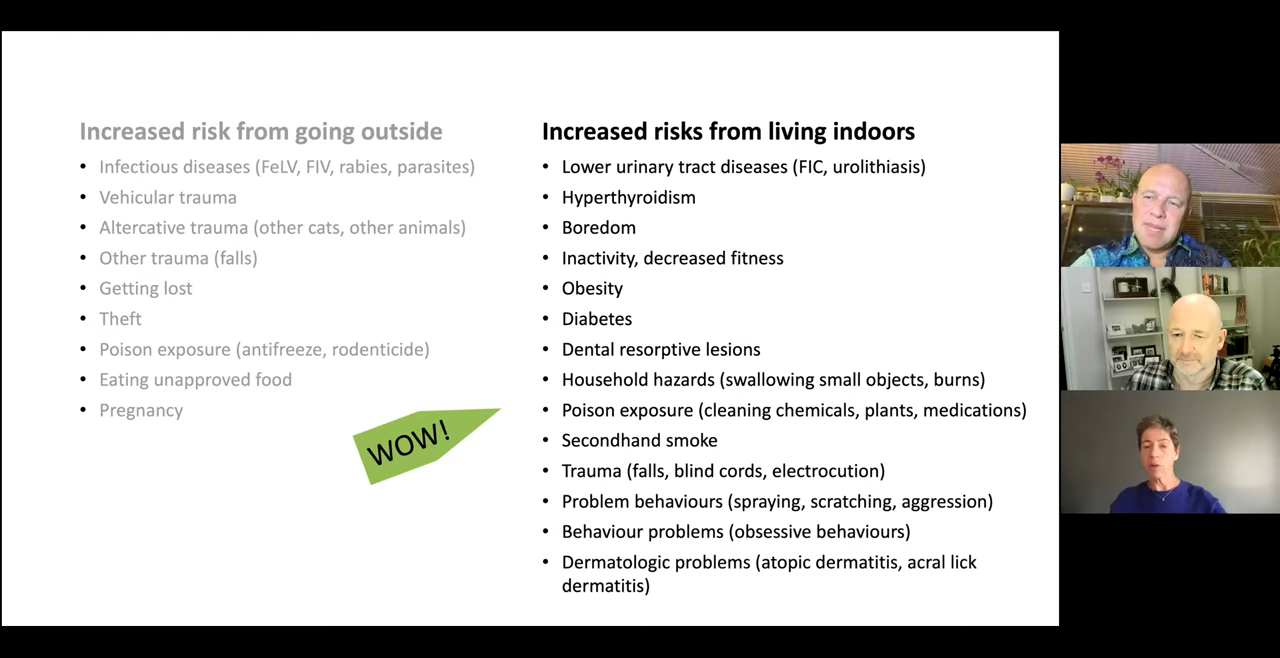 Increased risk from going outside
• Infectious diseases (FeLV, FIV, rabies, parasites)
• Vehicular trauma
• Altercative trauma (other cats, other animals)
• Other trauma (falls)
• Getting lost
• Theft
• Poison exposure (antifreeze, rodenticide)
• Eating unapproved food
• Pregnancy
WOW!
Increased risks from living indoors
• Lower urinary tract diseases (FIC, urolithiasis)
• Hyperthyroidism
• Boredom
• Inactivity, decreased fitness
• Obesity
• Diabetes
• Dental resorptive lesions
• Household hazards (swallowing small objects, burns)
• Poison exposure (cleaning chemicals, plants, medications)
• Secondhand smoke
• Trauma (falls, blind cords, electrocution)
• Problem behaviours (spraying, scratching, aggression)
• Behaviour problems (obsessive behaviours)
• Dermatologic problems (atopic dermatitis, acral lick
dermatitis)